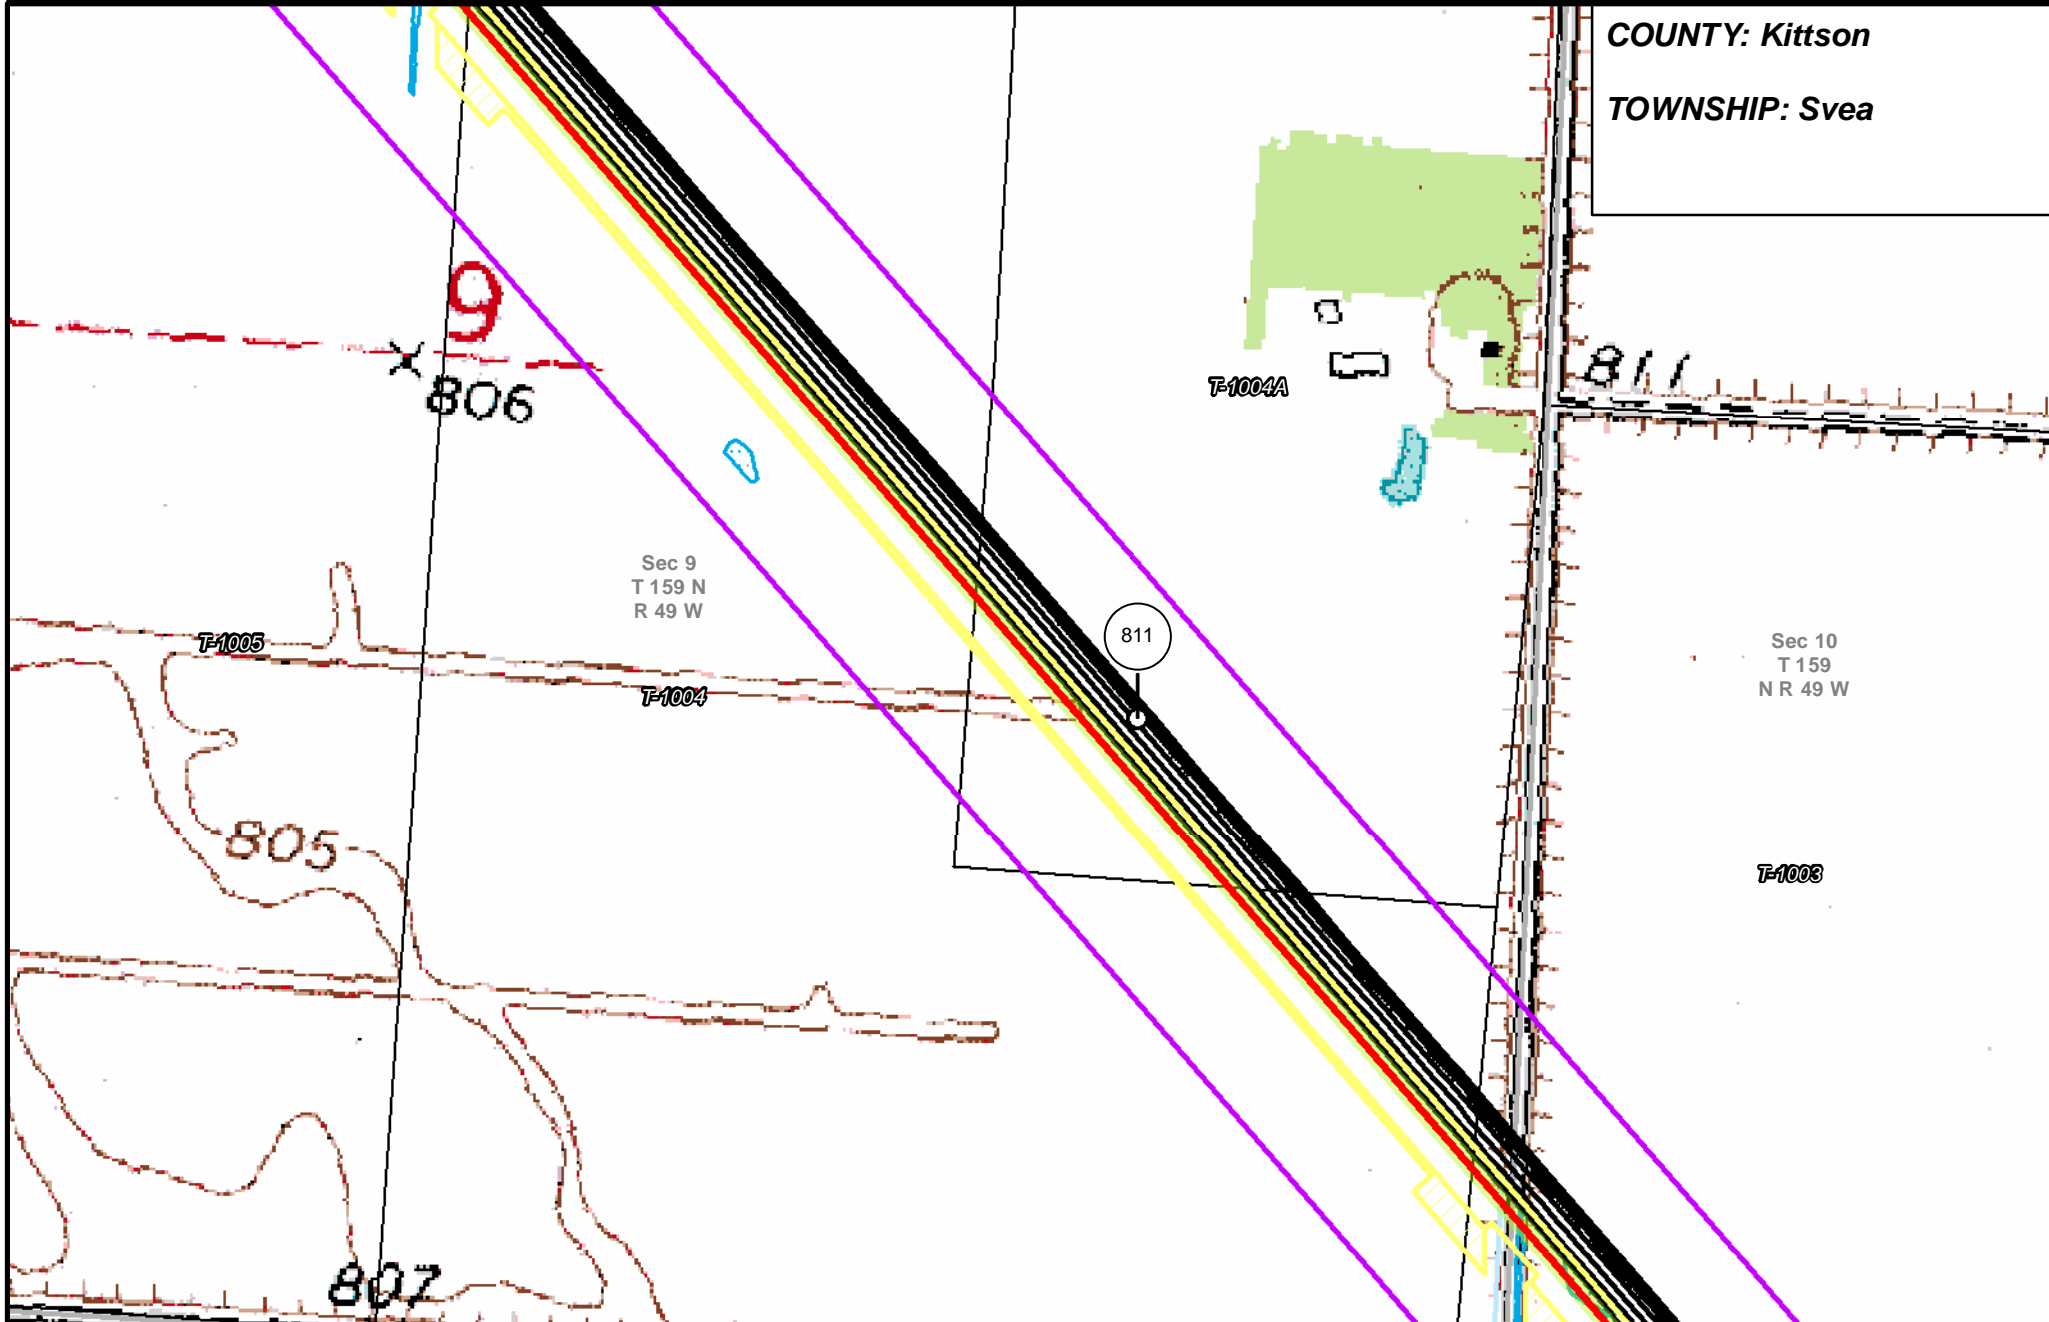 COUNTY: Kittson
TOWNSHIP: Svea
9
806
811
T-1004A
Sec 9
T 159 N
R 49 W
811
T-1005
T-1004
Sec 10
T 159
N R 49 W
805
T-1003
807